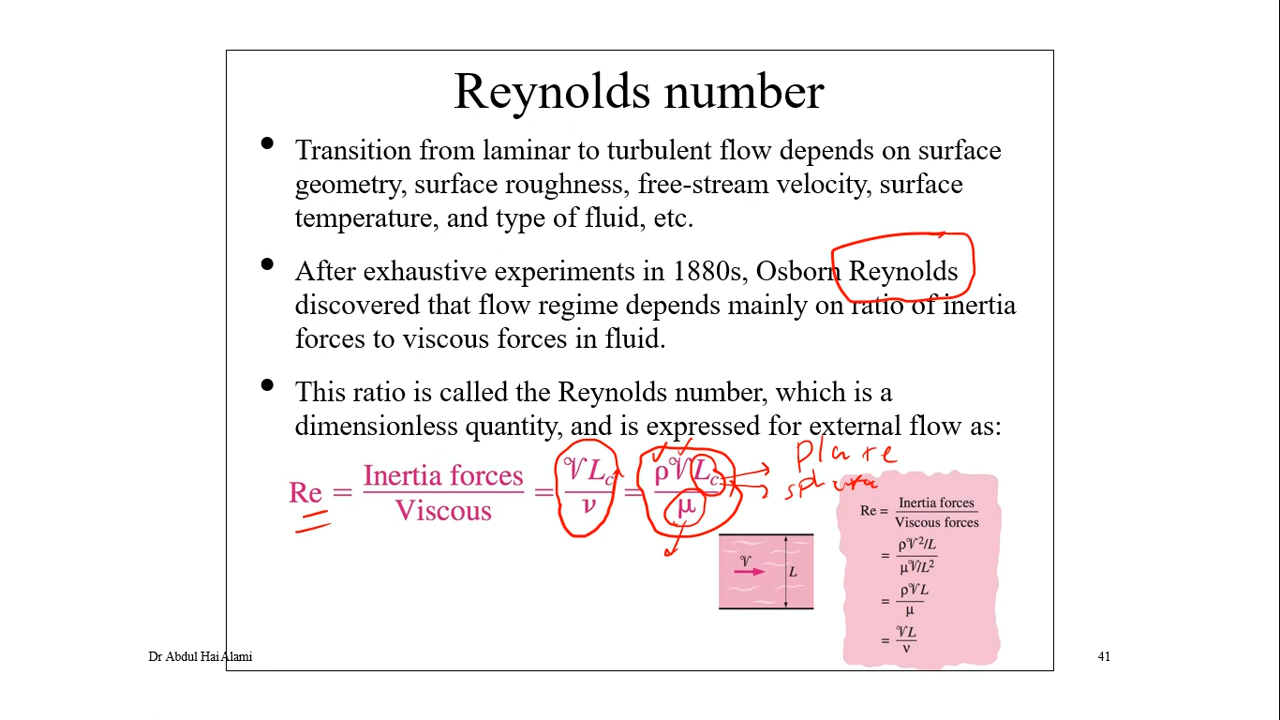 Reynolds number
• Transition from laminar to turbulent flow depends on surface
geometry, surface roughness, free-stream velocity, surface
temperature, and type of fluid, etc.
• After exhaustive experiments in 1880s, Osborn Reynolds
discovered that flow regime depends mainly on ratio of inertia
forces to viscous forces in fluid.
• This ratio is called the Reynolds number, which is a
dimensionless quantity, and is expressed for external flow as:
Re = Inertia forces / Viscous = 𝒱L_c / ν = ρ𝒱L_c / μ
plate
𝒱
L
Re = Inertia forces / Viscous forces
= ρ𝒱²/L / μ𝒱/L²
= ρ𝒱L / μ
= 𝒱L / ν
Dr Abdul Hai Alami
41